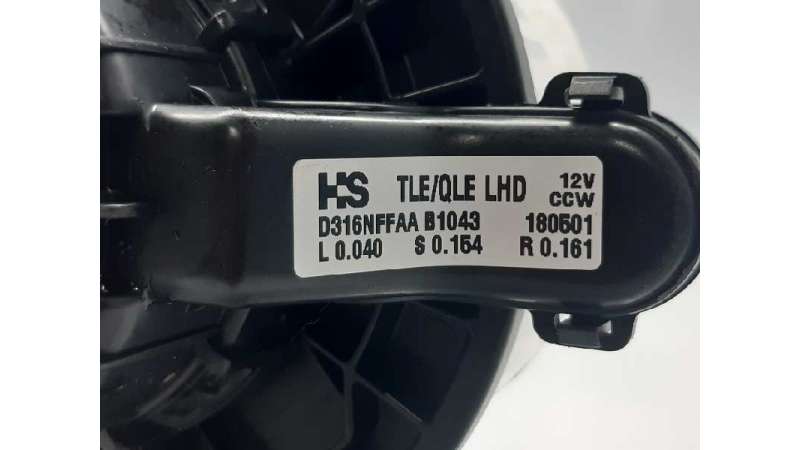 HS TLE/QLE LHD 12V
CCW
D316NFFAA B1043 180501
L 0.040 S 0.154 R 0.161